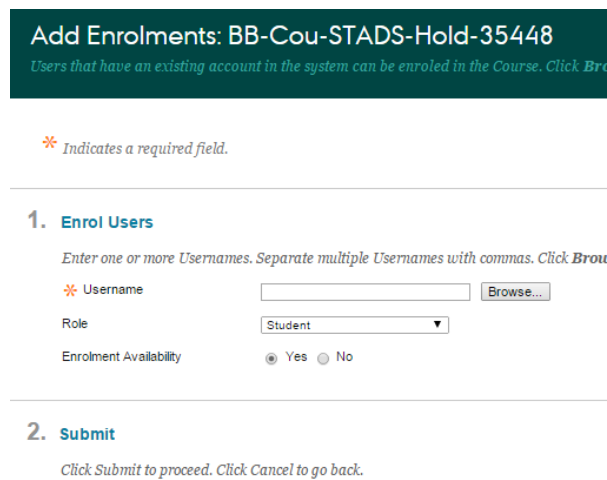 Add Enrolments: BB-Cou-STADS-Hold-35448
Users that have an existing account in the system can be enroled in the Course. Click
* Indicates a required field.
1. Enrol Users
Enter one or more Usernames. Separate multiple Usernames with commas. Click
* Username Browse...
Role Student
Enrolment Availability Yes No
2. Submit
Click Submit to proceed. Click Cancel to go back.